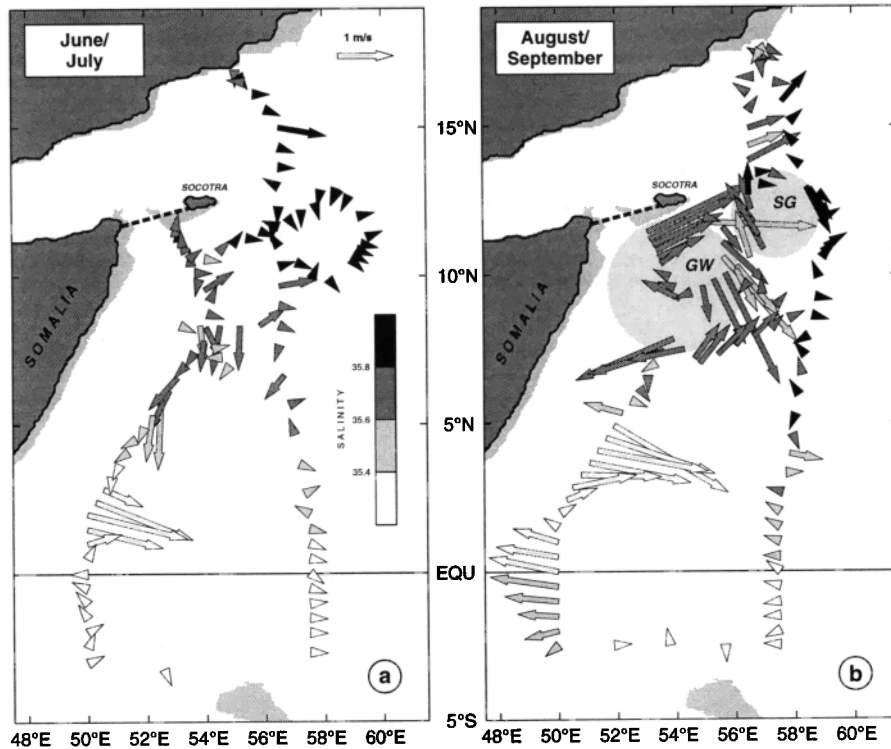 June/
July
1 m/s
SOCOTRA
SOMALIA
SALINITY
35.8
35.6
35.4
a
48°E 50°E 52°E 54°E 56°E 58°E 60°E
15°N
10°N
5°N
EQU
5°S
August/
September
SOCOTRA
SG
GW
SOMALIA
b
48°E 50°E 52°E 54°E 56°E 58°E 60°E